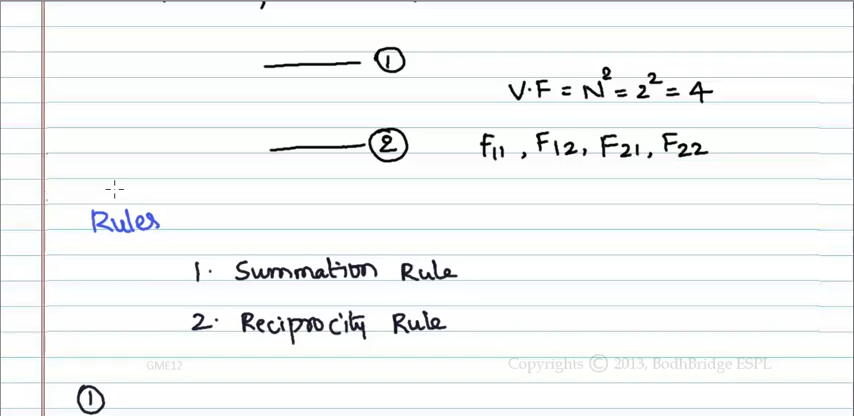 ①
V.F = N² = 2² = 4
②
F11, F12, F21, F22
Rules
1. Summation Rule
2. Reciprocity Rule
GME12
Copyrights © 2013, BodhBridge ESPL
①